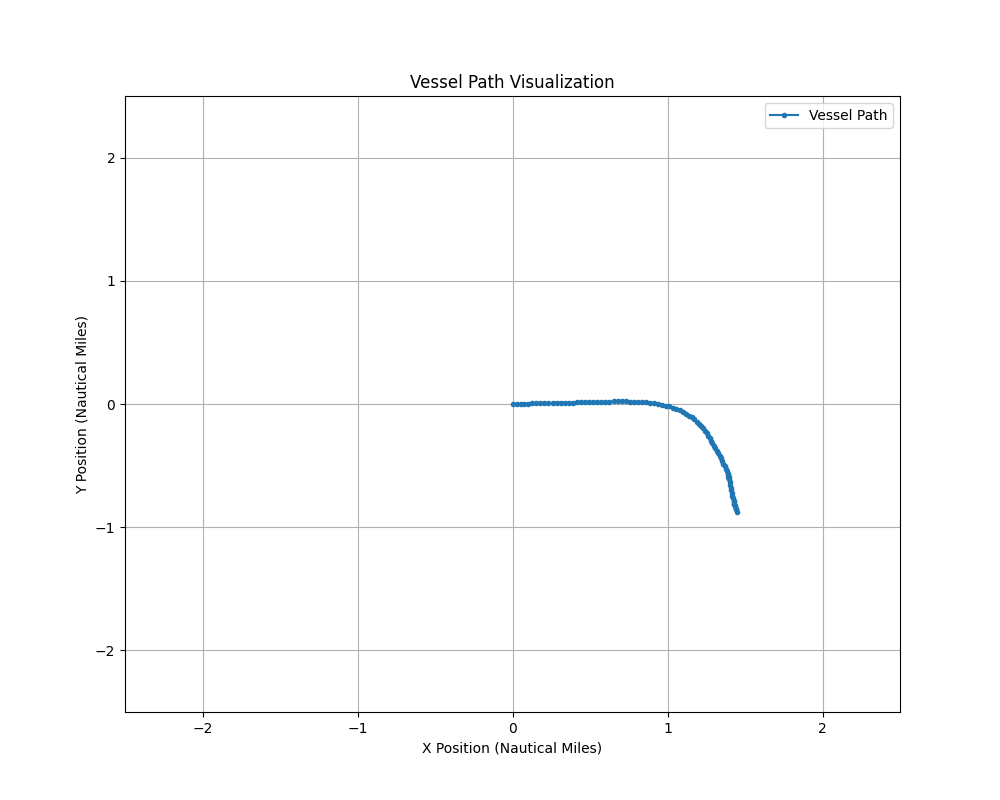 Vessel Path Visualization
Vessel Path
2
1
0
−1
−2
Y Position (Nautical Miles)
−2
−1
0
1
2
X Position (Nautical Miles)